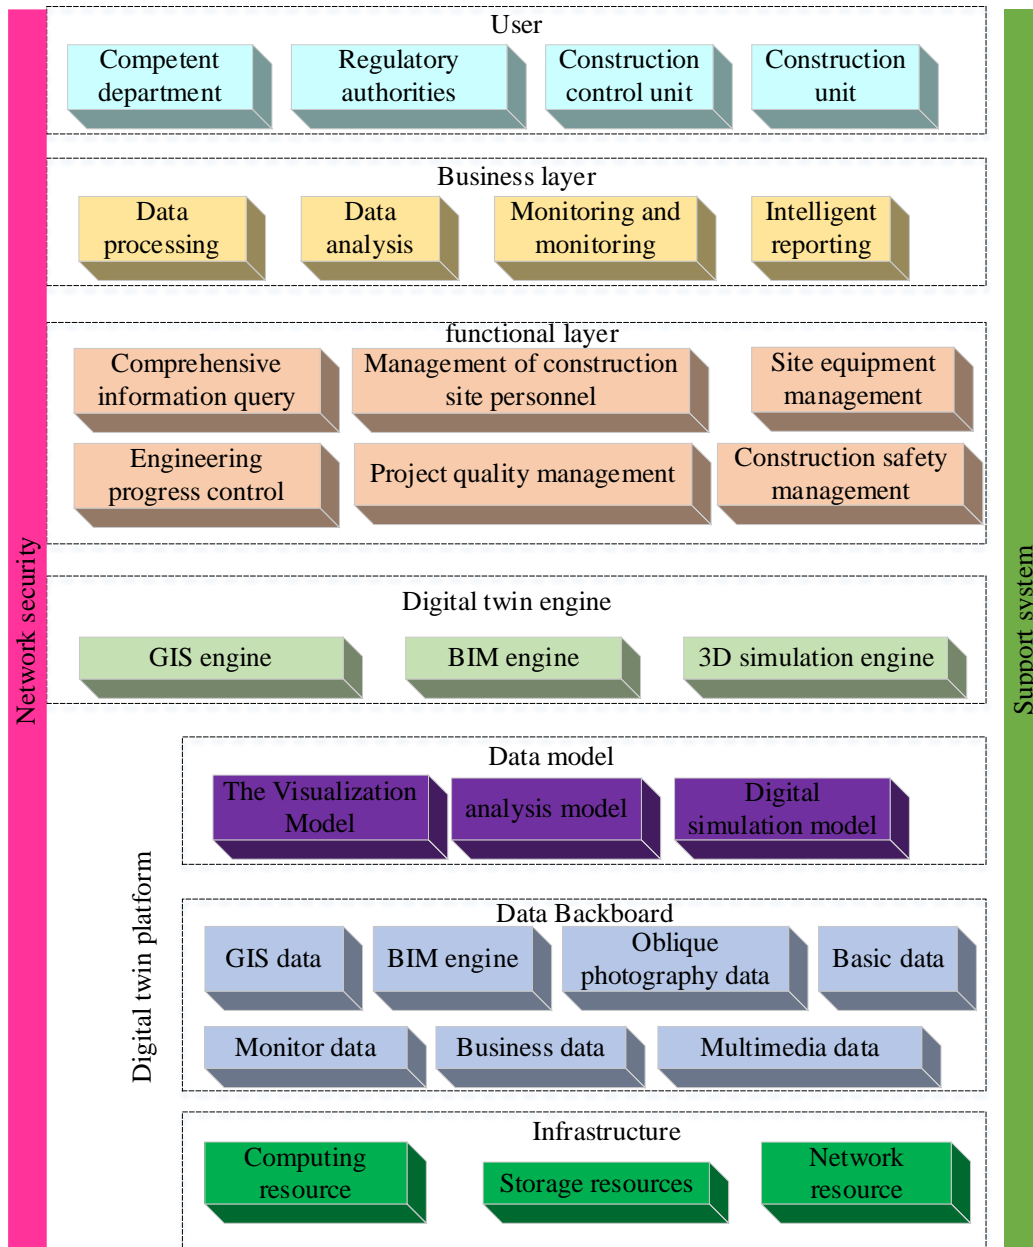 User
Competent
department
Regulatory
authorities
Construction
control unit
Construction
unit
Business layer
Data
processing
Data
analysis
Monitoring and
monitoring
Intelligent
reporting
functional layer
Comprehensive
information query
Management of construction
site personnel
Site equipment
management
Engineering
progress control
Project quality management
Construction safety
management
Network security
Support system
Digital twin engine
GIS engine
BIM engine
3D simulation engine
Digital twin platform
Data model
The Visualization
Model
analysis model
Digital
simulation model
Data Backboard
GIS data
BIM engine
Oblique
photography data
Basic data
Monitor data
Business data
Multimedia data
Infrastructure
Computing
resource
Storage resources
Network
resource